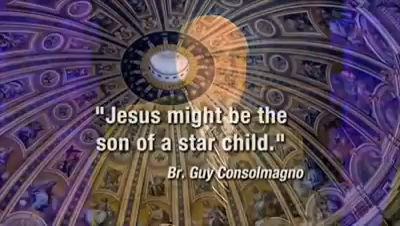 "Jesus might be the
son of a star child."
Br. Guy Consolmagno